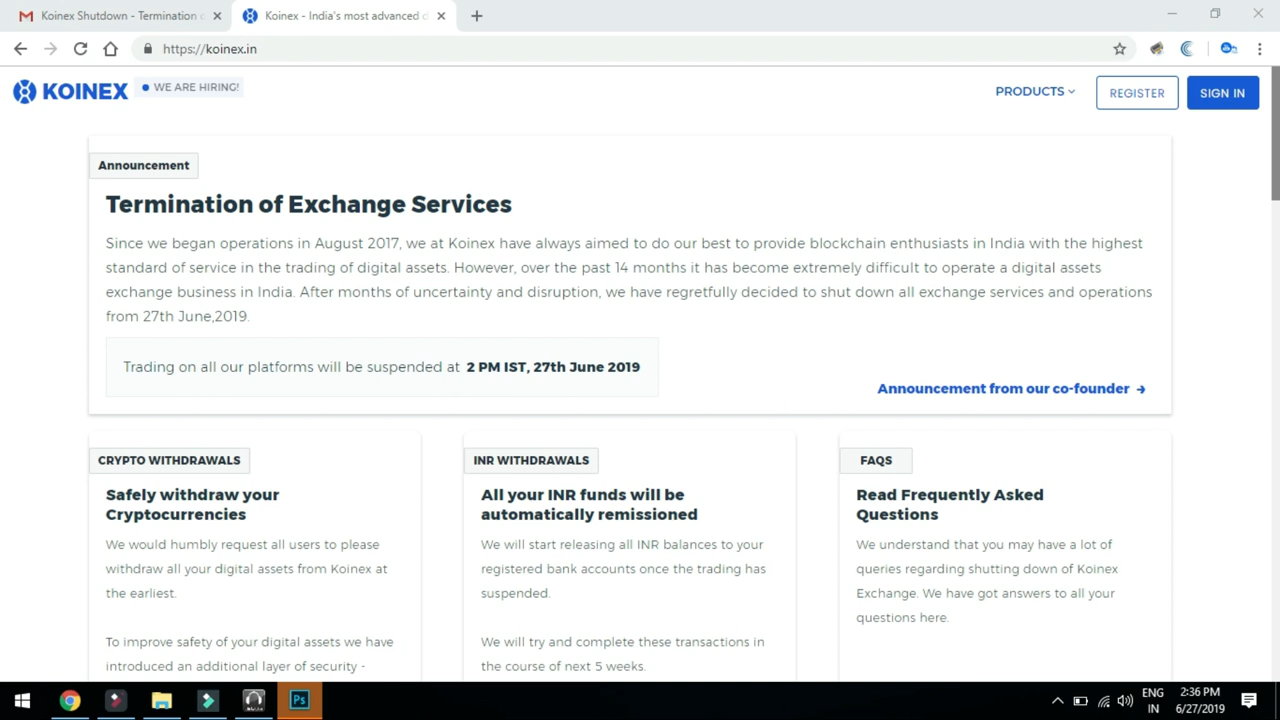 Koinex Shutdown - Termination
Koinex - India's most advanced d
https://koinex.in
KOINEX
WE ARE HIRING!
PRODUCTS
REGISTER
SIGN IN
Announcement
Termination of Exchange Services
Since we began operations in August 2017, we at Koinex have always aimed to do our best to provide blockchain enthusiasts in India with the highest
standard of service in the trading of digital assets. However, over the past 14 months it has become extremely difficult to operate a digital assets
exchange business in India. After months of uncertainty and disruption, we have regretfully decided to shut down all exchange services and operations
from 27th June,2019.
Trading on all our platforms will be suspended at 2 PM IST, 27th June 2019
Announcement from our co-founder →
CRYPTO WITHDRAWALS
Safely withdraw your
Cryptocurrencies
We would humbly request all users to please
withdraw all your digital assets from Koinex at
the earliest.
To improve safety of your digital assets we have
introduced an additional layer of security -
INR WITHDRAWALS
All your INR funds will be
automatically remissioned
We will start releasing all INR balances to your
registered bank accounts once the trading has
suspended.
We will try and complete these transactions in
the course of next 5 weeks.
FAQS
Read Frequently Asked
Questions
We understand that you may have a lot of
queries regarding shutting down of Koinex
Exchange. We have got answers to all your
questions here.
Ps
ENG
IN
2:36 PM
6/27/2019